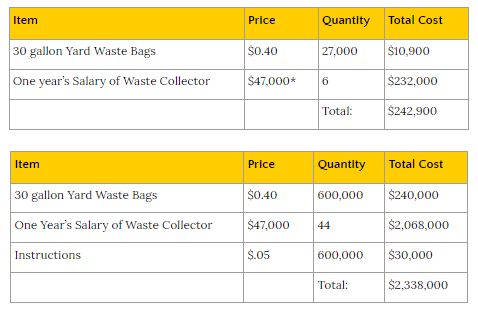 Item Price Quantity Total Cost
30 gallon Yard Waste Bags $0.40 27,000 $10,900
One year's Salary of Waste Collector $47,000* 6 $232,000
Total: $242,900
Item Price Quantity Total Cost
30 gallon Yard Waste Bags $0.40 600,000 $240,000
One Year's Salary of Waste Collector $47,000 44 $2,068,000
Instructions $.05 600,000 $30,000
Total: $2,338,000